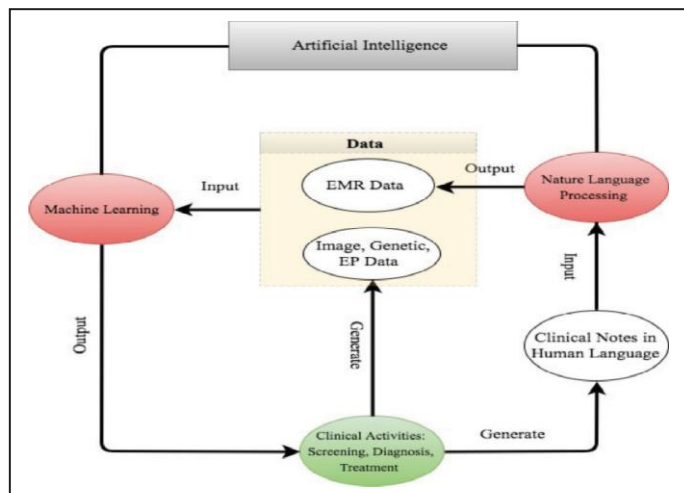 Artificial Intelligence
Data
Output
EMR Data
Nature Language
Processing
Input
Machine Learning
Image, Genetic,
EP Data
Input
Output
Generate
Clinical Notes in
Human Language
Clinical Activities:
Screening, Diagnosis,
Treatment
Generate